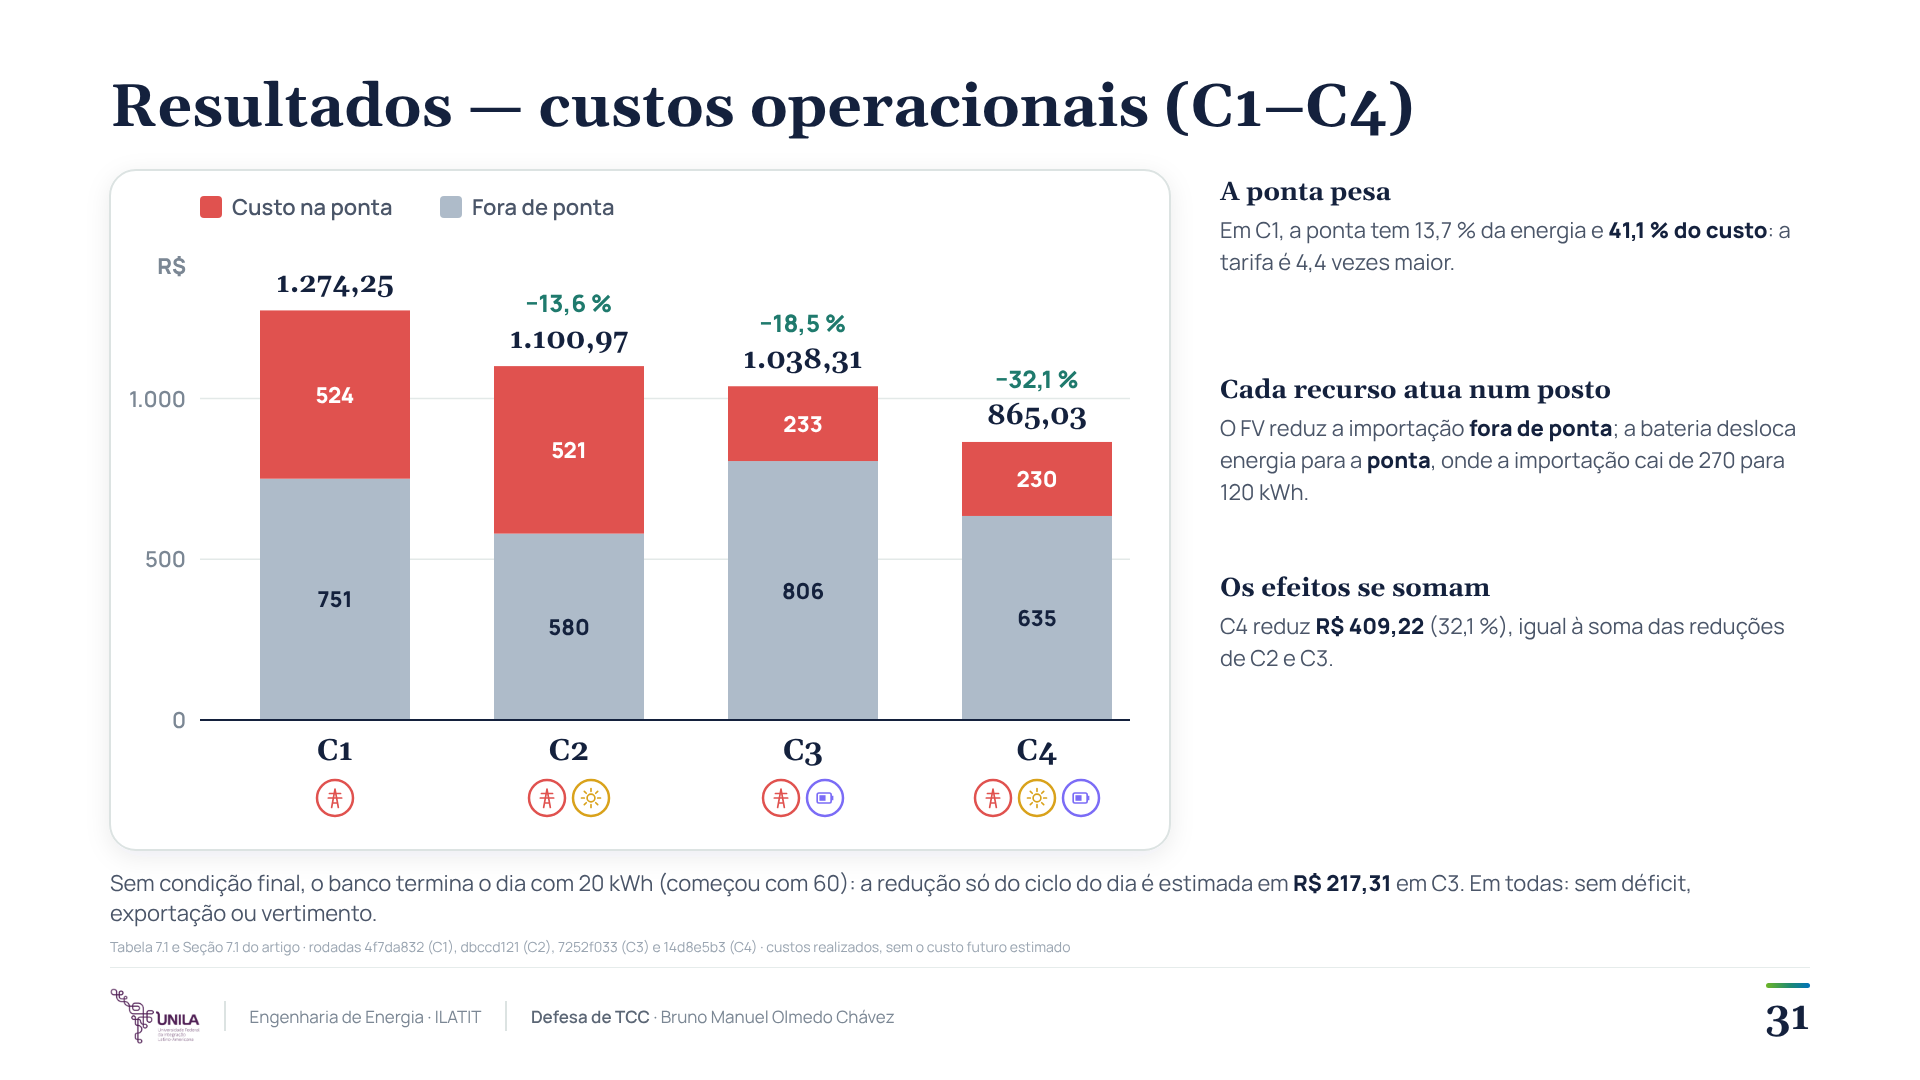 Resultados — custos operacionais (C1–C4)
Custo na ponta
Fora de ponta
R$
1.274,25
−13,6 %
1.100,97
−18,5 %
1.038,31
−32,1 %
865,03
1.000
500
0
524
751
521
580
233
806
230
635
C1
C2
C3
C4
A ponta pesa
Em C1, a ponta tem 13,7 % da energia e 41,1 % do custo: a
tarifa é 4,4 vezes maior.
Cada recurso atua num posto
O FV reduz a importação fora de ponta; a bateria desloca
energia para a ponta, onde a importação cai de 270 para
120 kWh.
Os efeitos se somam
C4 reduz R$ 409,22 (32,1 %), igual à soma das reduções
de C2 e C3.
Sem condição final, o banco termina o dia com 20 kWh (começou com 60): a redução só do ciclo do dia é estimada em R$ 217,31 em C3. Em todas: sem déficit,
exportação ou vertimento.
Tabela 7.1 e Seção 7.1 do artigo · rodadas 4f7da832 (C1), dbccd121 (C2), 7252f033 (C3) e 14d8e5b3 (C4) · custos realizados, sem o custo futuro estimado
UNILA
Universidade Federal
da Integração
Latino-Americana
Engenharia de Energia · ILATIT
Defesa de TCC · Bruno Manuel Olmedo Chávez
31